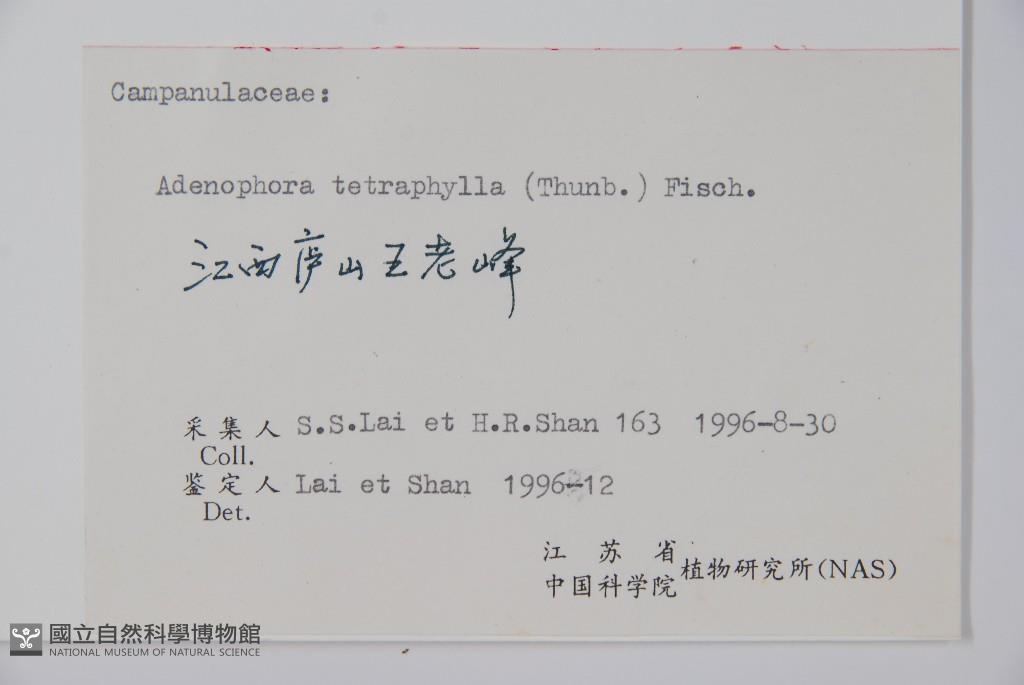 Campanulaceae:
Adenophora tetraphylla (Thunb.) Fisch.
江西庐山王老峰
采集人 S.S.Lai et H.R.Shan 163 1996-8-30
Coll.
鉴定人 Lai et Shan 1996-12
Det.
江苏省
中国科学院 植物研究所(NAS)
國立自然科學博物館
NATIONAL MUSEUM OF NATURAL SCIENCE